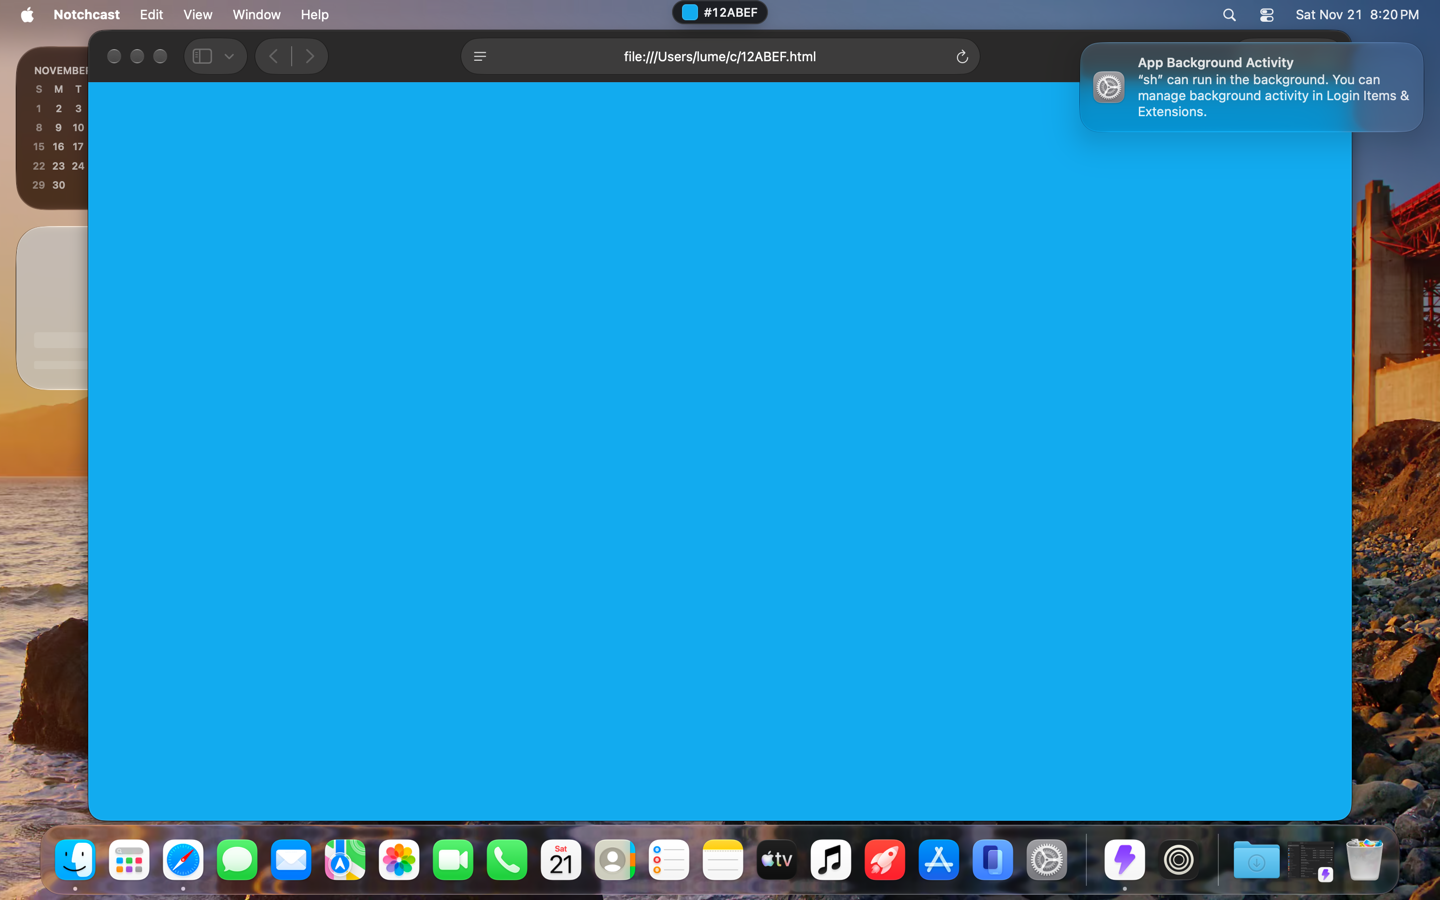 Notchcast Edit View Window Help
#12ABEF
Sat Nov 21 8:20 PM
file:///Users/lume/c/12ABEF.html
App Background Activity
“sh” can run in the background. You can
manage background activity in Login Items &
Extensions.
NOVEMBER
S M T
1 2 3
8 9 10
15 16 17
22 23 24
29 30
Sat
21
tv